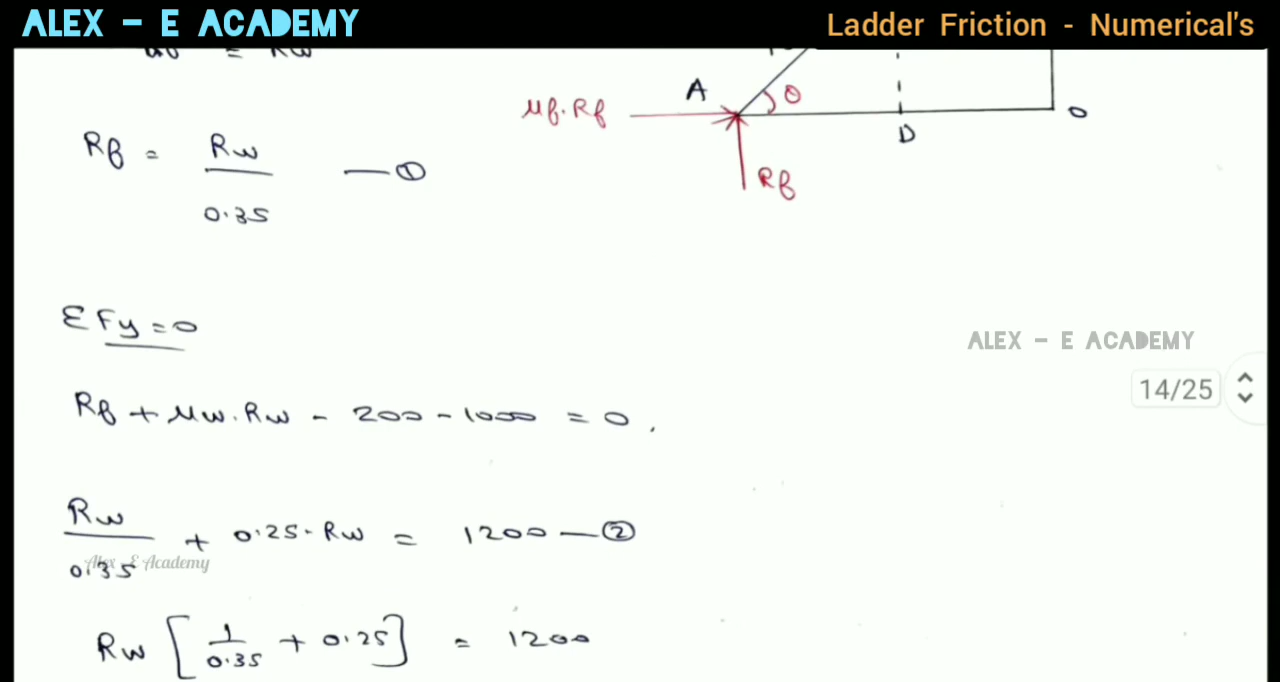 ALEX - E ACADEMY
Ladder Friction - Numerical's
= Rw
A
θ
μf.Rf
D
O
Rf
Rf = Rw / 0.35 — ①
ΣFy = 0
ALEX - E ACADEMY
14/25
Rf + μw.Rw - 200 - 1000 = 0.
Rw / 0.35 + 0.25.Rw = 1200 — ②
Alex - E Academy
Rw [ 1 / 0.35 + 0.25 ] = 1200